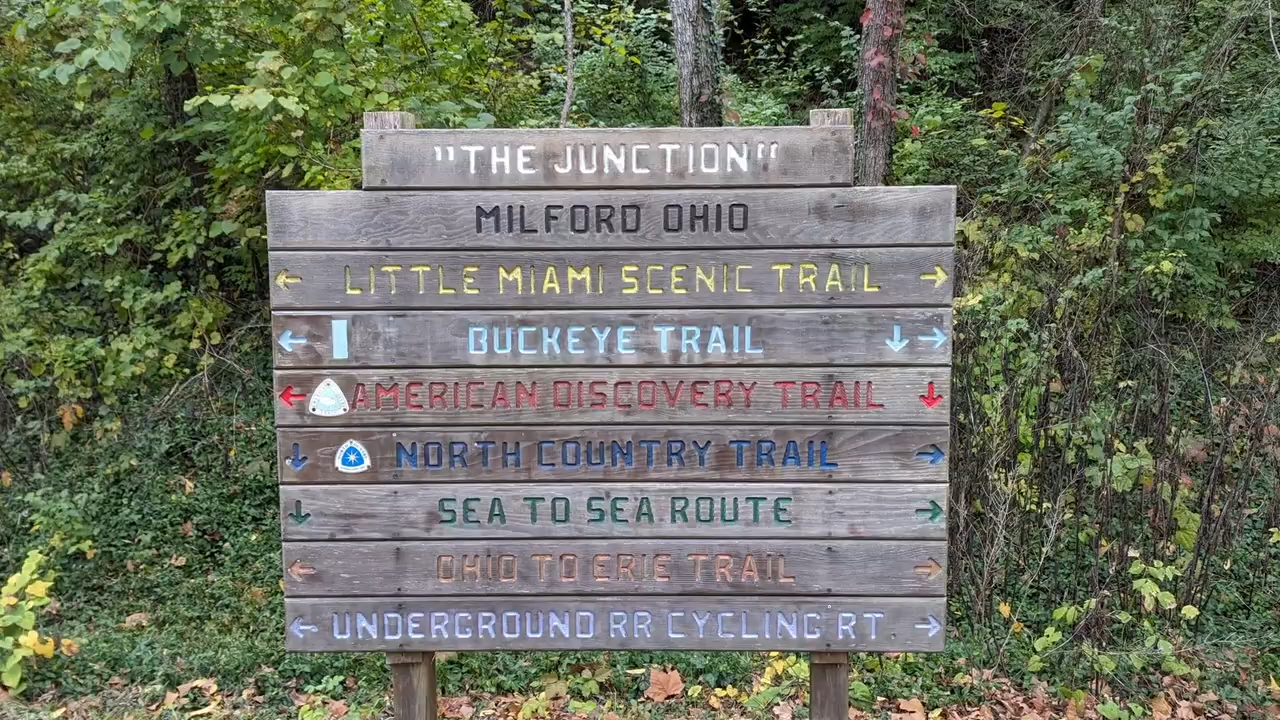 "THE JUNCTION"
MILFORD OHIO
← LITTLE MIAMI SCENIC TRAIL →
← BUCKEYE TRAIL ↓ →
← AMERICAN DISCOVERY TRAIL ↓
↓ NORTH COUNTRY TRAIL →
↓ SEA TO SEA ROUTE →
← OHIO TO ERIE TRAIL →
← UNDERGROUND RR CYCLING RT. →